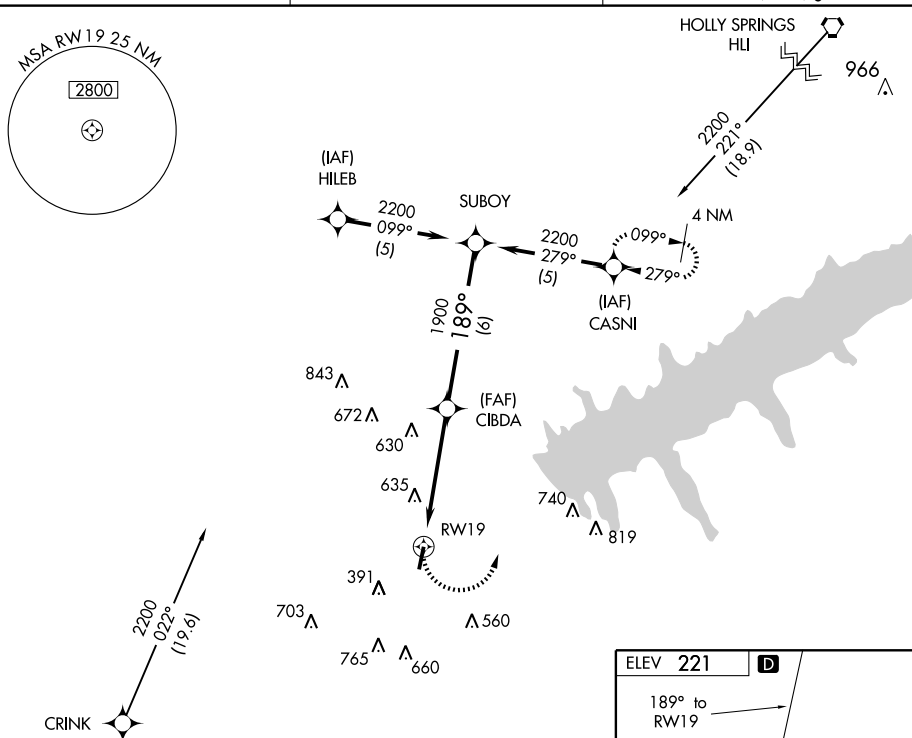 HOLLY SPRINGS
HLI
MSA RW19 25 NM
2800
966
2200
221°
(18.9)
(IAF)
HILEB
SUBOY
4 NM
2200
099°
(5)
2200
279°
(5)
099°
279°
(IAF)
CASNI
1900
189°
(6)
843
672
630
(FAF)
CIBDA
635
740
819
RW19
391
703
560
765
660
2200
022°
(19.6)
CRINK
ELEV 221
D
189° to
RW19